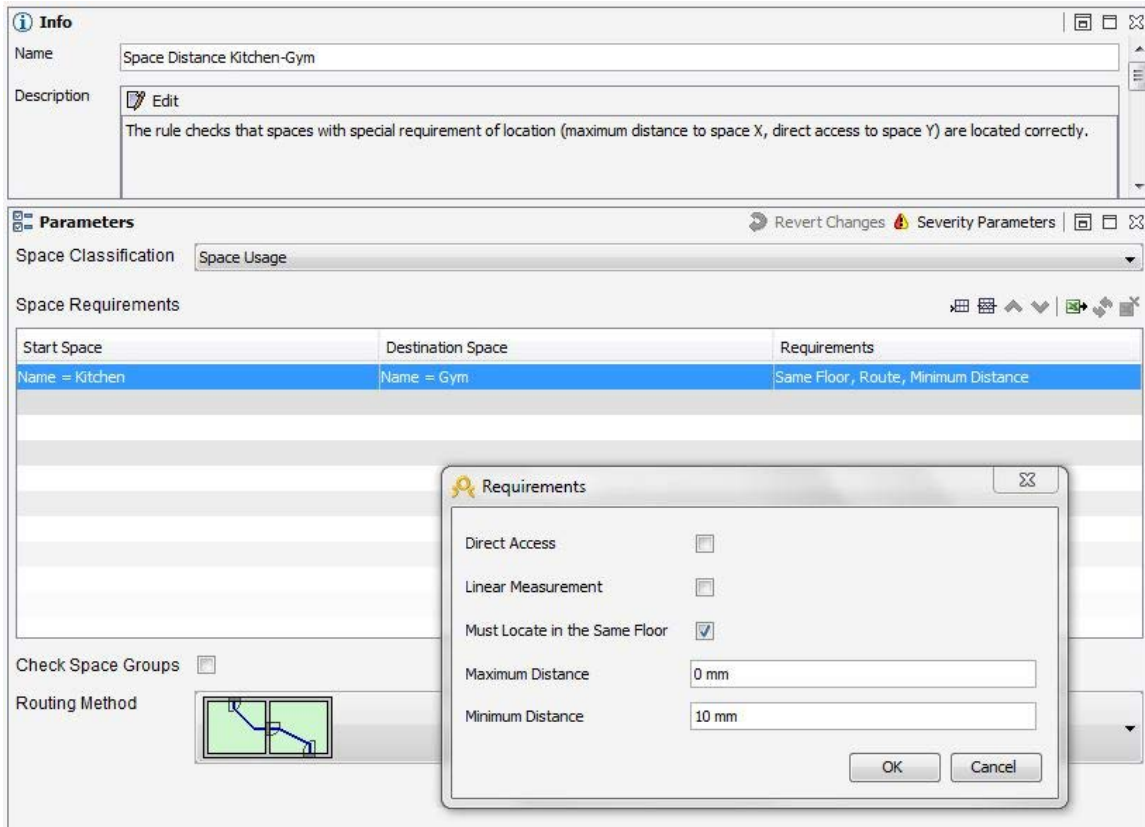 Info
Name
Space Distance Kitchen-Gym
Description
Edit
The rule checks that spaces with special requirement of location (maximum distance to space X, direct access to space Y) are located correctly.
Parameters
Revert Changes
Severity Parameters
Space Classification
Space Usage
Space Requirements
Start Space
Destination Space
Requirements
Name = Kitchen
Name = Gym
Same Floor, Route, Minimum Distance
Requirements
Direct Access
Linear Measurement
Must Locate in the Same Floor
Maximum Distance
0 mm
Minimum Distance
10 mm
OK
Cancel
Check Space Groups
Routing Method